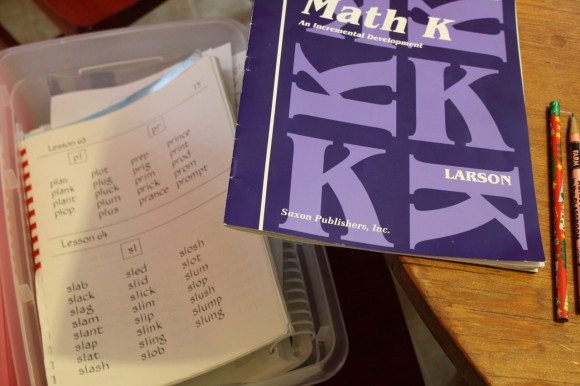 Lesson 63
pl
plan
plank
plant
plop
plot
plug
pluck
plum
plus
pr
prep
prig
prim
prick
prance
prince
print
prod
prom
prompt
Lesson 64
sl
slab
slack
slag
slam
slant
slap
slat
slash
sled
slid
slick
slim
slip
slink
sling
slob
slosh
slot
slum
slop
slush
slump
slung
Math K
An Incremental Development
K
K
K
K
LARSON
Saxon Publishers, Inc.